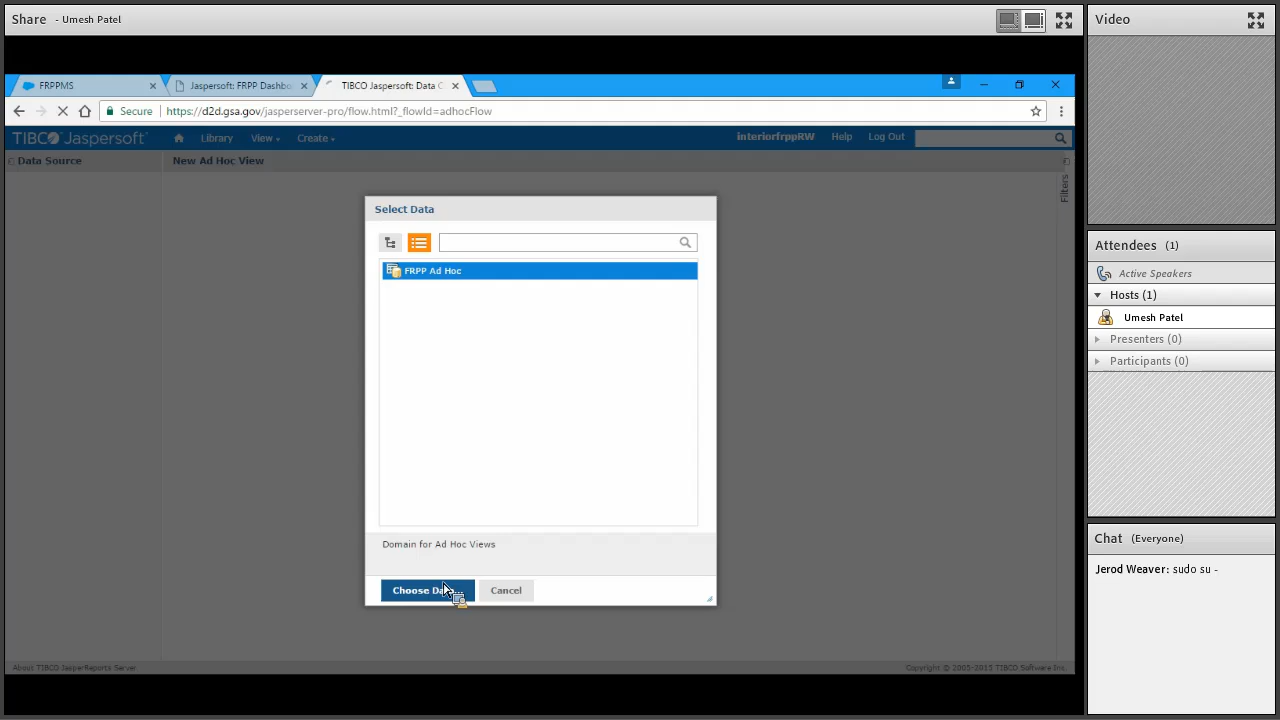 Share - Umesh Patel
Video
FRPPMS
Jaspersoft: FRPP Dashbo
TIBCO Jaspersoft: Data C
Secure https://d2d.gsa.gov/jasperserver-pro/flow.html?_flowId=adhocFlow
TIBCO Jaspersoft
Library
View
Create
interiorfrppRW
Help
Log Out
Data Source
New Ad Hoc View
Filters
Select Data
FRPP Ad Hoc
Domain for Ad Hoc Views
Choose
Cancel
About TIBCO JasperReports Server
Copyright © 2005-2015 TIBCO Software Inc.
Attendees (1)
Active Speakers
Hosts (1)
Umesh Patel
Presenters (0)
Participants (0)
Chat (Everyone)
Jerod Weaver: sudo su -